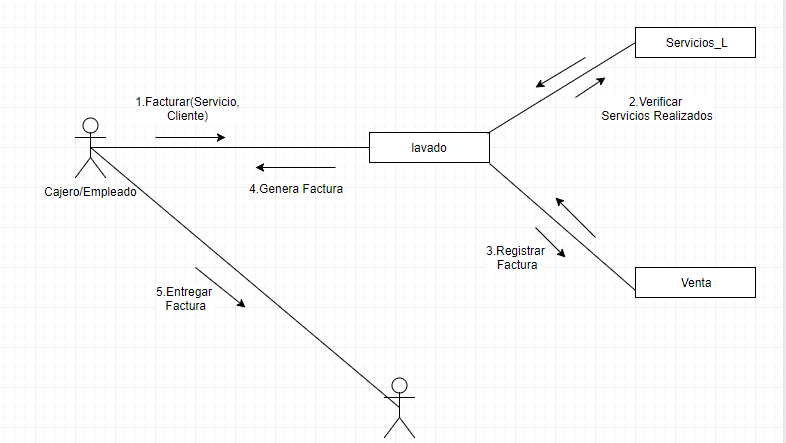 Servicios_L
1.Facturar(Servicio,
Cliente)
2.Verificar
Servicios Realizados
lavado
Cajero/Empleado
4.Genera Factura
3.Registrar
Factura
Venta
5.Entregar
Factura